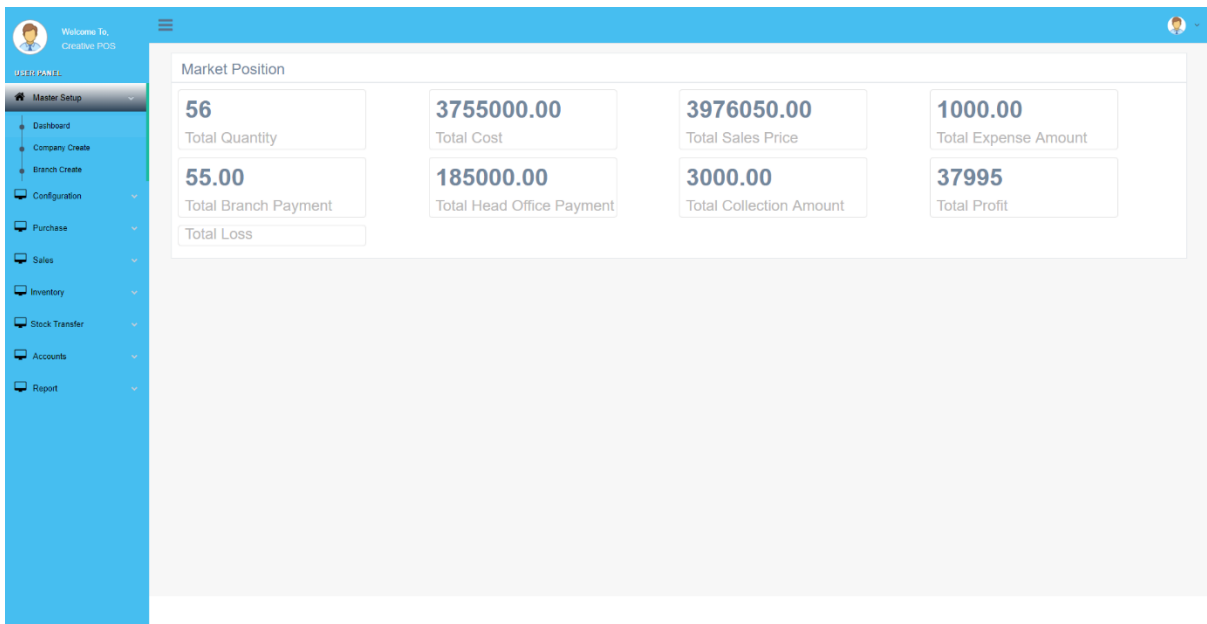 Welcome To,
Creative POS
USER PANEL
Master Setup
Dashboard
Company Create
Branch Create
Configuration
Purchase
Sales
Inventory
Stock Transfer
Accounts
Report
Market Position
56
Total Quantity
3755000.00
Total Cost
3976050.00
Total Sales Price
1000.00
Total Expense Amount
55.00
Total Branch Payment
185000.00
Total Head Office Payment
3000.00
Total Collection Amount
37995
Total Profit
Total Loss